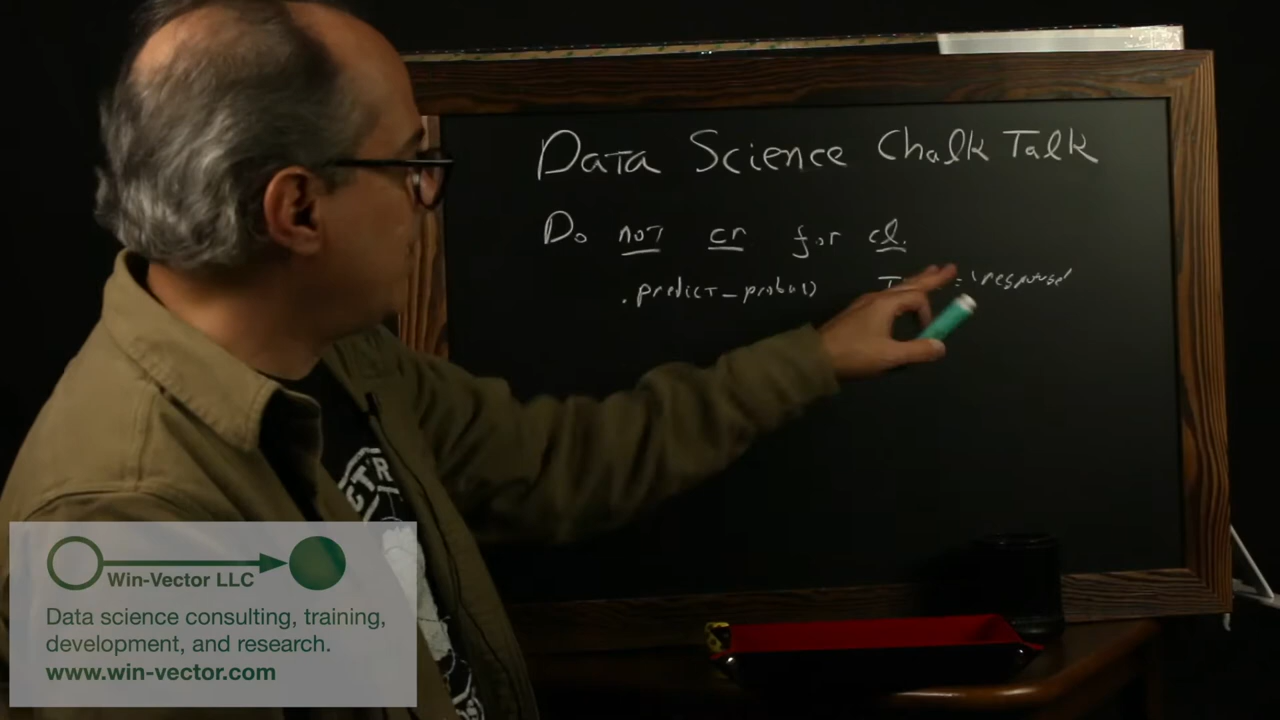 Data Science Chalk Talk
Do not cr for cl.
.predict_proba() = 'response'
CTR
Win-Vector LLC
Data science consulting, training,
development, and research.
www.win-vector.com